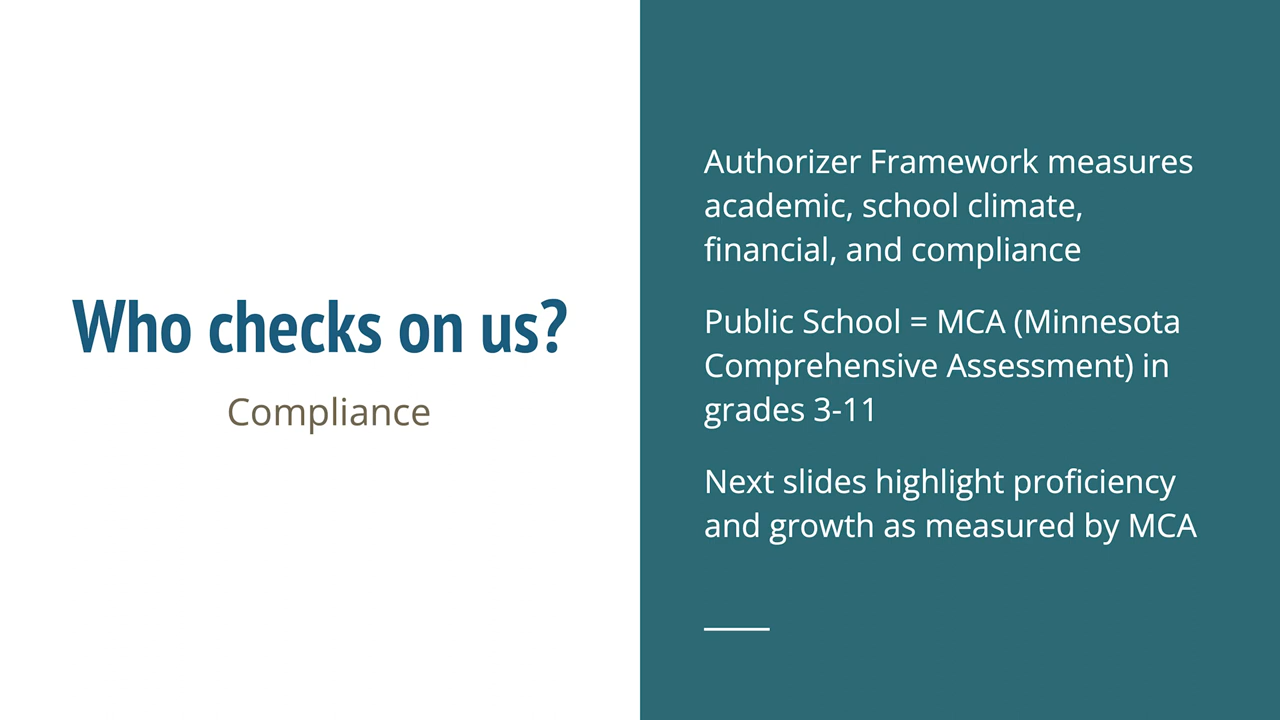 Who checks on us?
Compliance
Authorizer Framework measures
academic, school climate,
financial, and compliance
Public School = MCA (Minnesota
Comprehensive Assessment) in
grades 3-11
Next slides highlight proficiency
and growth as measured by MCA